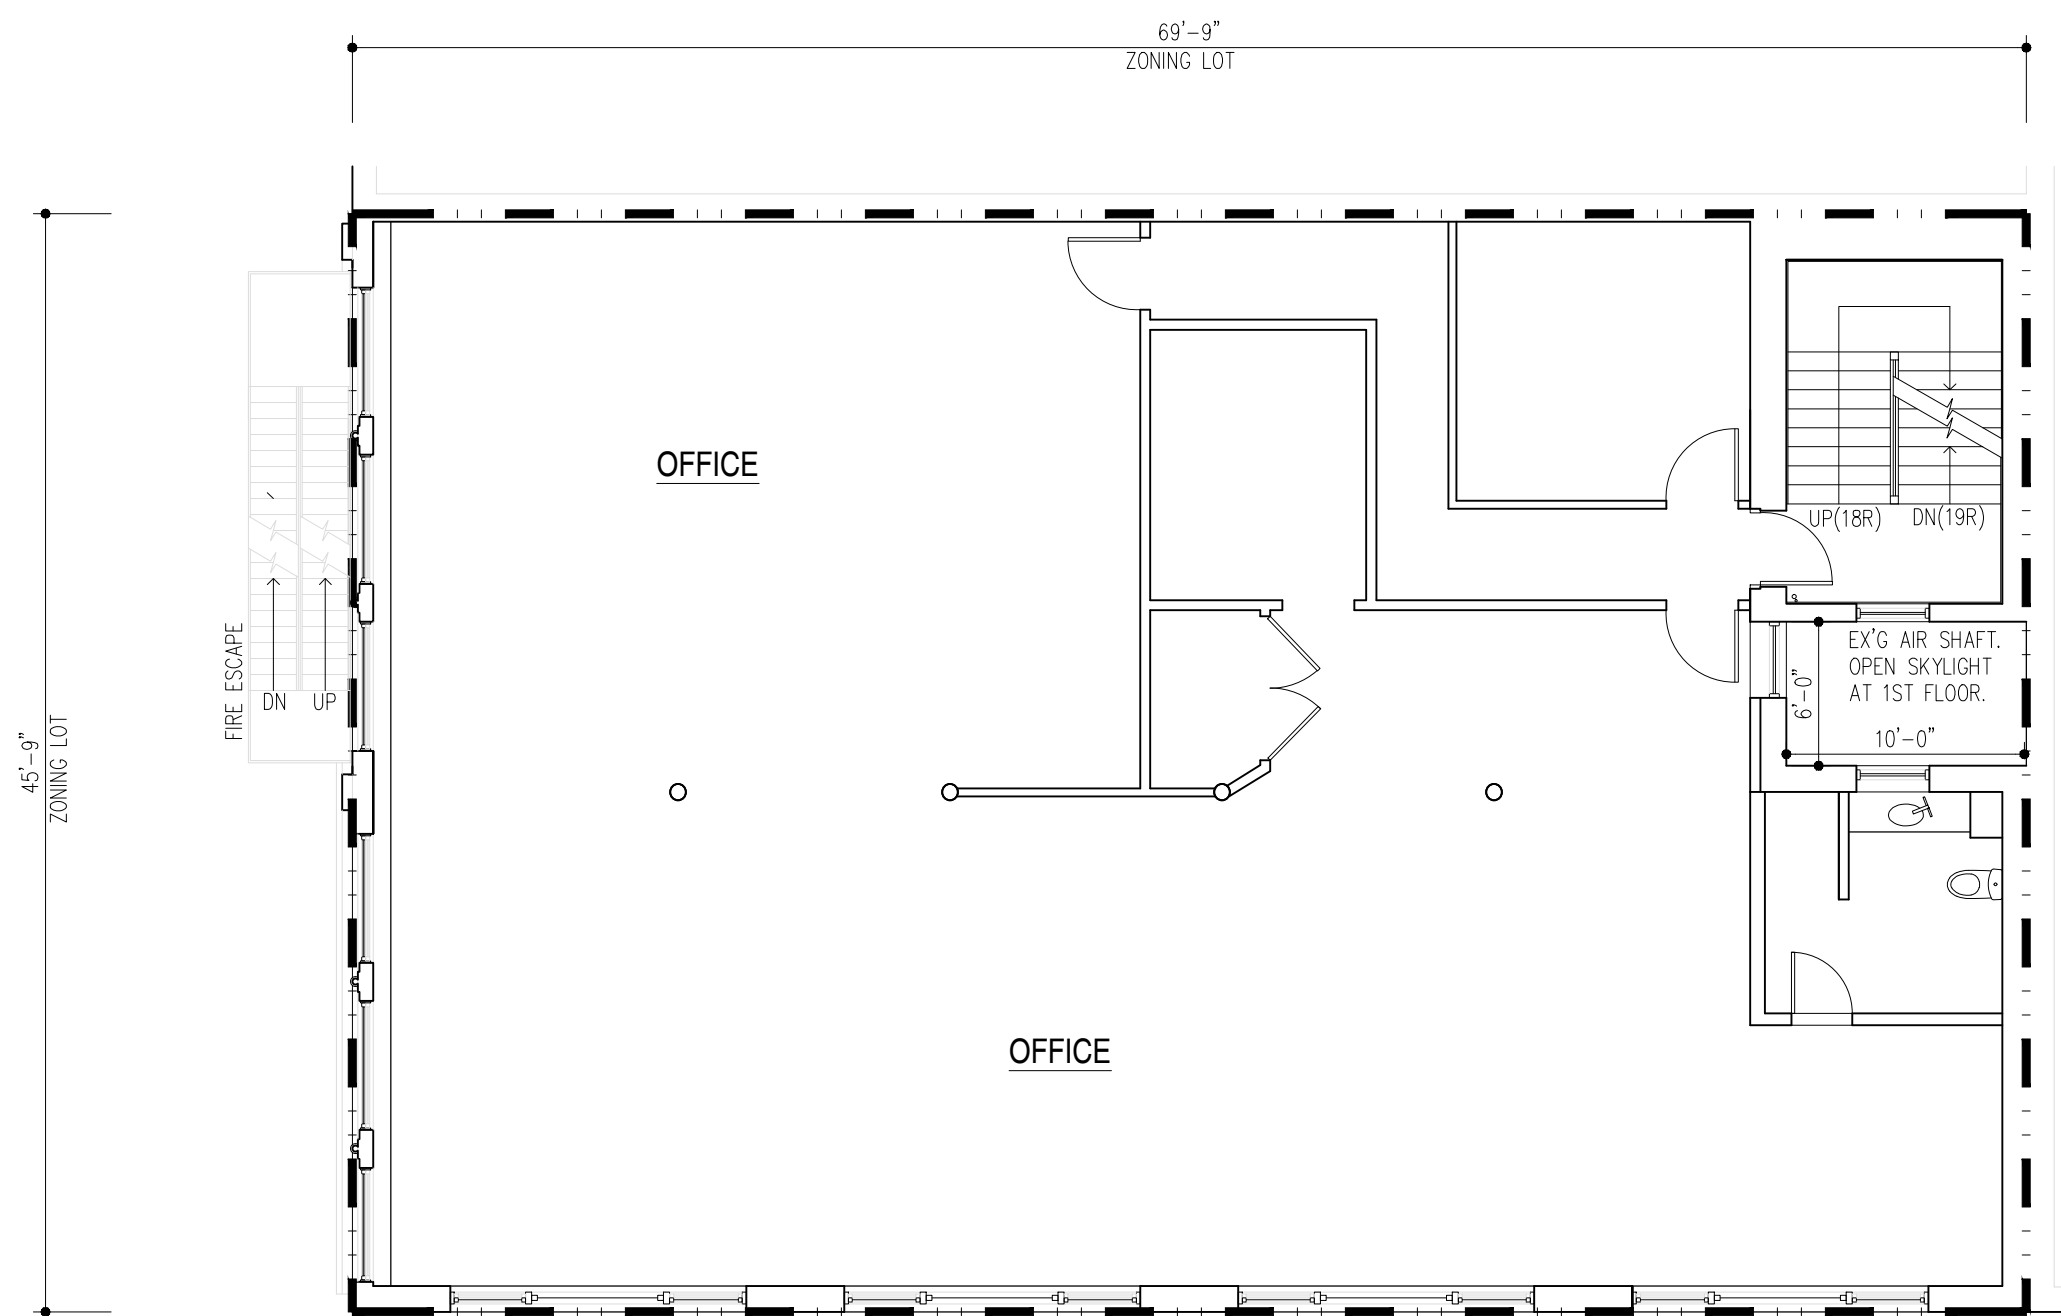 69'-9"
ZONING LOT
OFFICE
UP(18R)
DN(19R)
EX'G AIR SHAFT.
OPEN SKYLIGHT
AT 1ST FLOOR.
6'-0"
10'-0"
FIRE ESCAPE
DN
UP
45'-9"
ZONING LOT
OFFICE